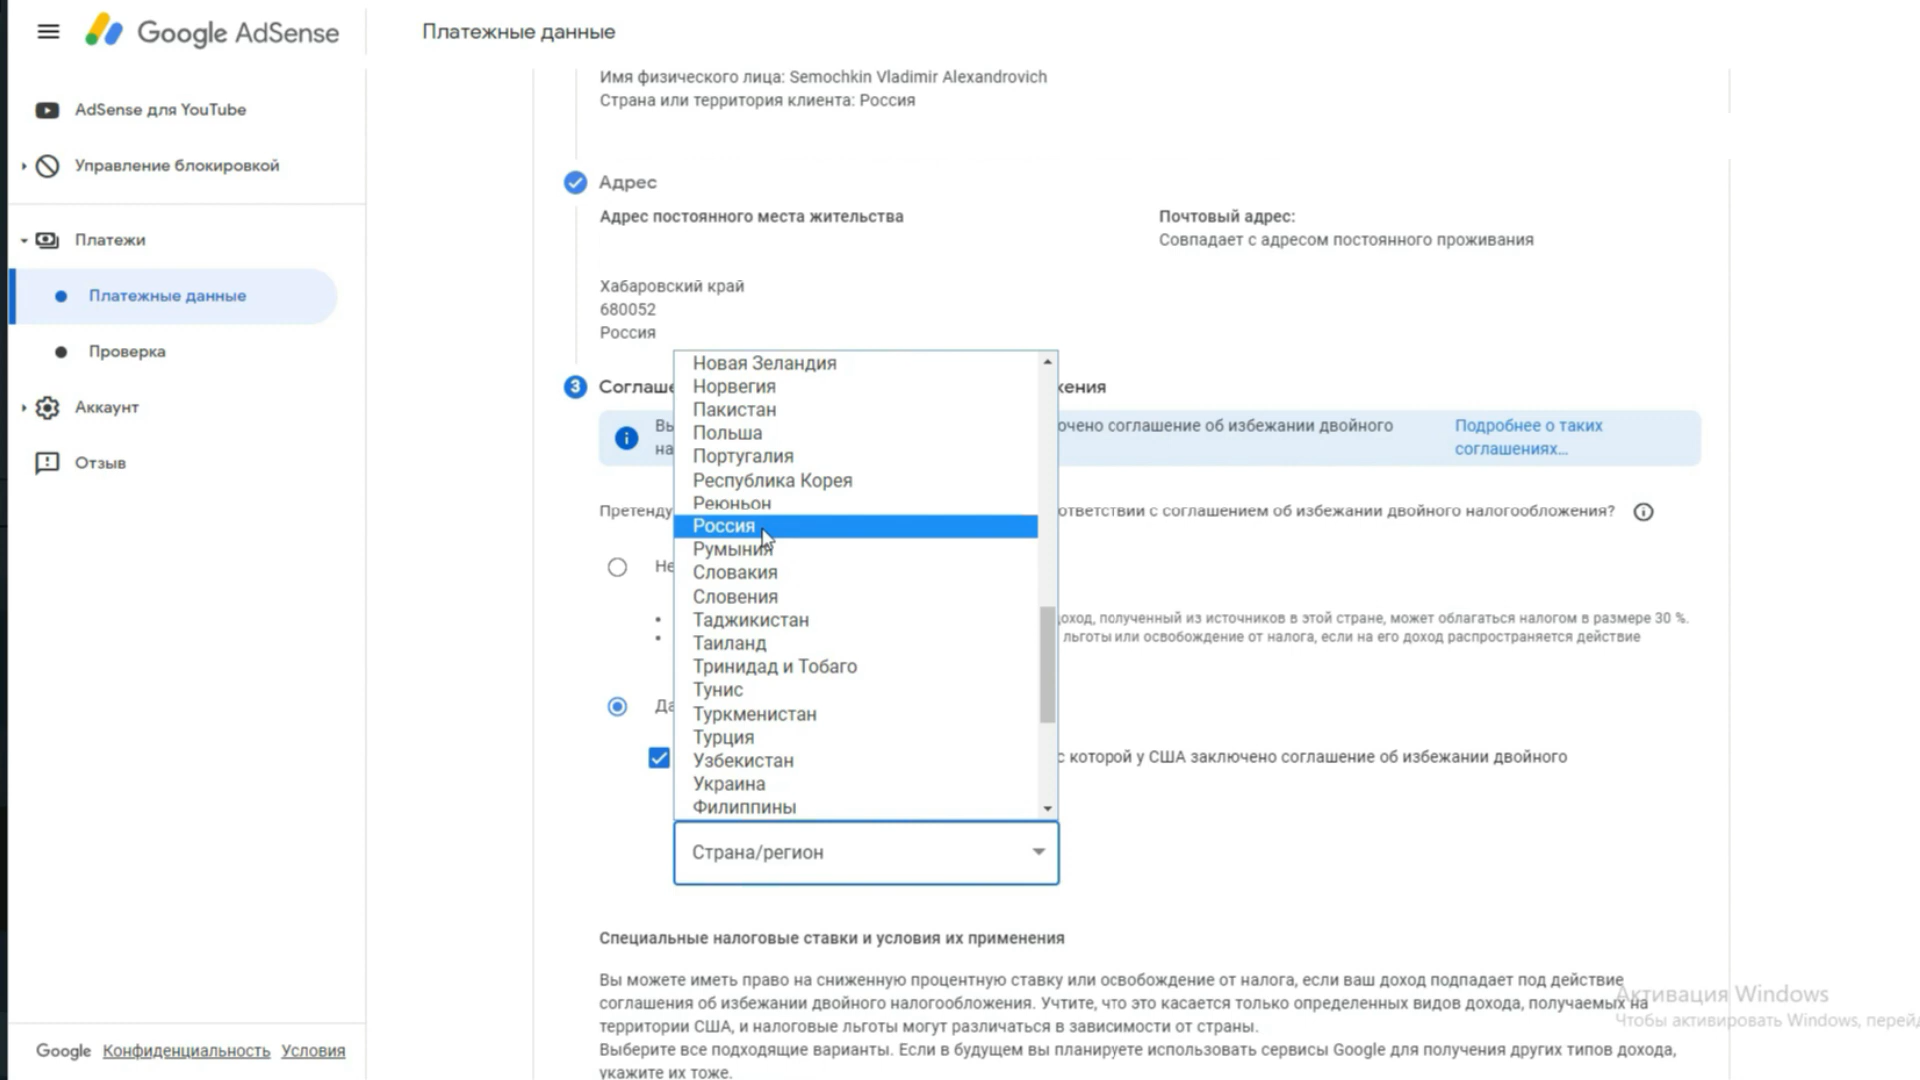 Google AdSense
Платежные данные
AdSense для YouTube
Управление блокировкой
Платежи
Платежные данные
Проверка
Аккаунт
Отзыв
Имя физического лица: Semochkin Vladimir Alexandrovich
Страна или территория клиента: Россия
Адрес
Адрес постоянного места жительства
Почтовый адрес:
Совпадает с адресом постоянного проживания
Хабаровский край
680052
Россия
3 Соглаше кения
Вы очено соглашение об избежании двойного
на
Подробнее о таких
соглашениях...
Претенду ответствии с соглашением об избежании двойного налогообложения?
Не
оход, полученный из источников в этой стране, может облагаться налогом в размере 30 %.
льготы или освобождение от налога, если на его доход распространяется действие
Да
с которой у США заключено соглашение об избежании двойного
Новая Зеландия
Норвегия
Пакистан
Польша
Португалия
Республика Корея
Реюньон
Россия
Румыния
Словакия
Словения
Таджикистан
Таиланд
Тринидад и Тобаго
Тунис
Туркменистан
Турция
Узбекистан
Украина
Филиппины
Страна/регион
Специальные налоговые ставки и условия их применения
Вы можете иметь право на сниженную процентную ставку или освобождение от налога, если ваш доход подпадает под действие
соглашения об избежании двойного налогообложения. Учтите, что это касается только определенных видов дохода, получаемых на
территории США, и налоговые льготы могут различаться в зависимости от страны.
Выберите все подходящие варианты. Если в будущем вы планируете использовать сервисы Google для получения других типов дохода,
укажите их тоже.
Активация Windows
Чтобы активировать Windows, перей
Google Конфиденциальность Условия